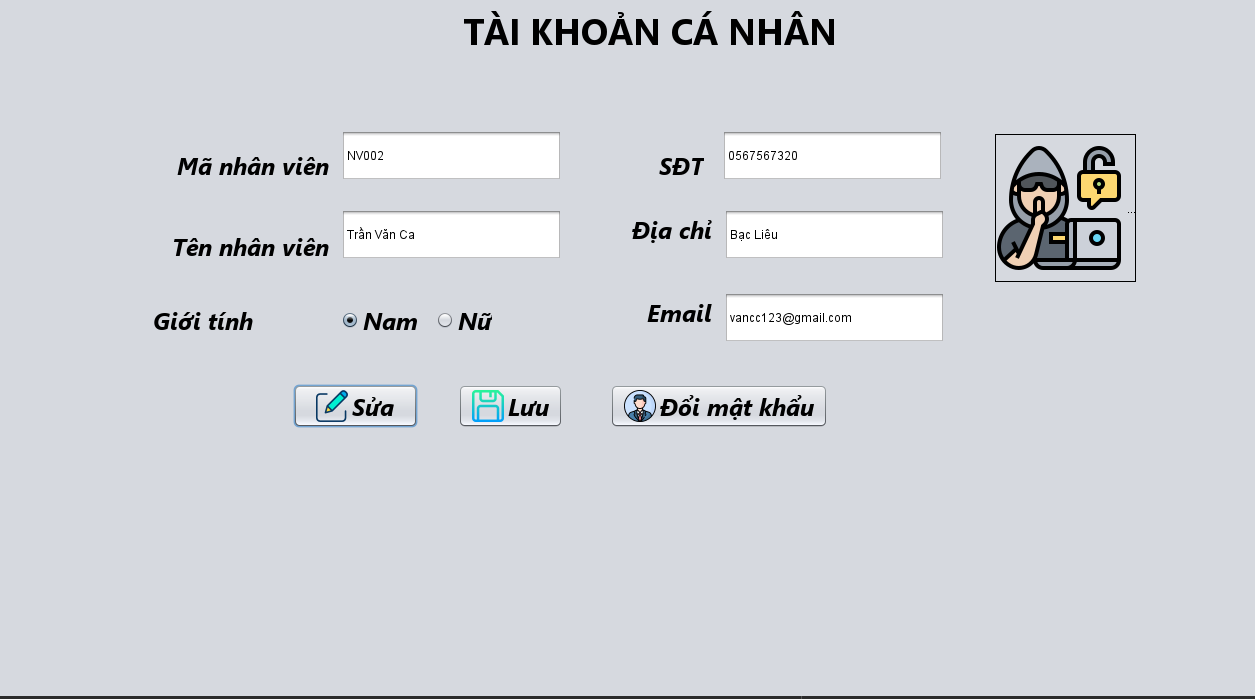 TÀI KHOẢN CÁ NHÂN
Mã nhân viên NV002 SĐT 0567567320
Tên nhân viên Trần Văn Ca Địa chỉ Bạc Liêu
Giới tính Nam Nữ Email vancc123@gmail.com
Sửa Lưu Đổi mật khẩu